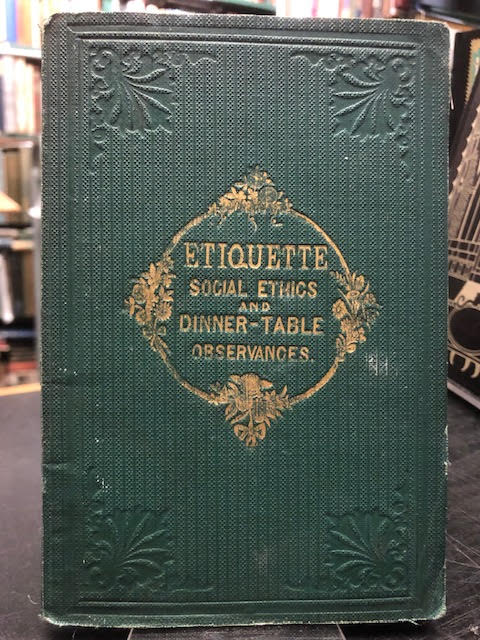 ETIQUETTE
SOCIAL ETHICS
AND
DINNER-TABLE
OBSERVANCES.